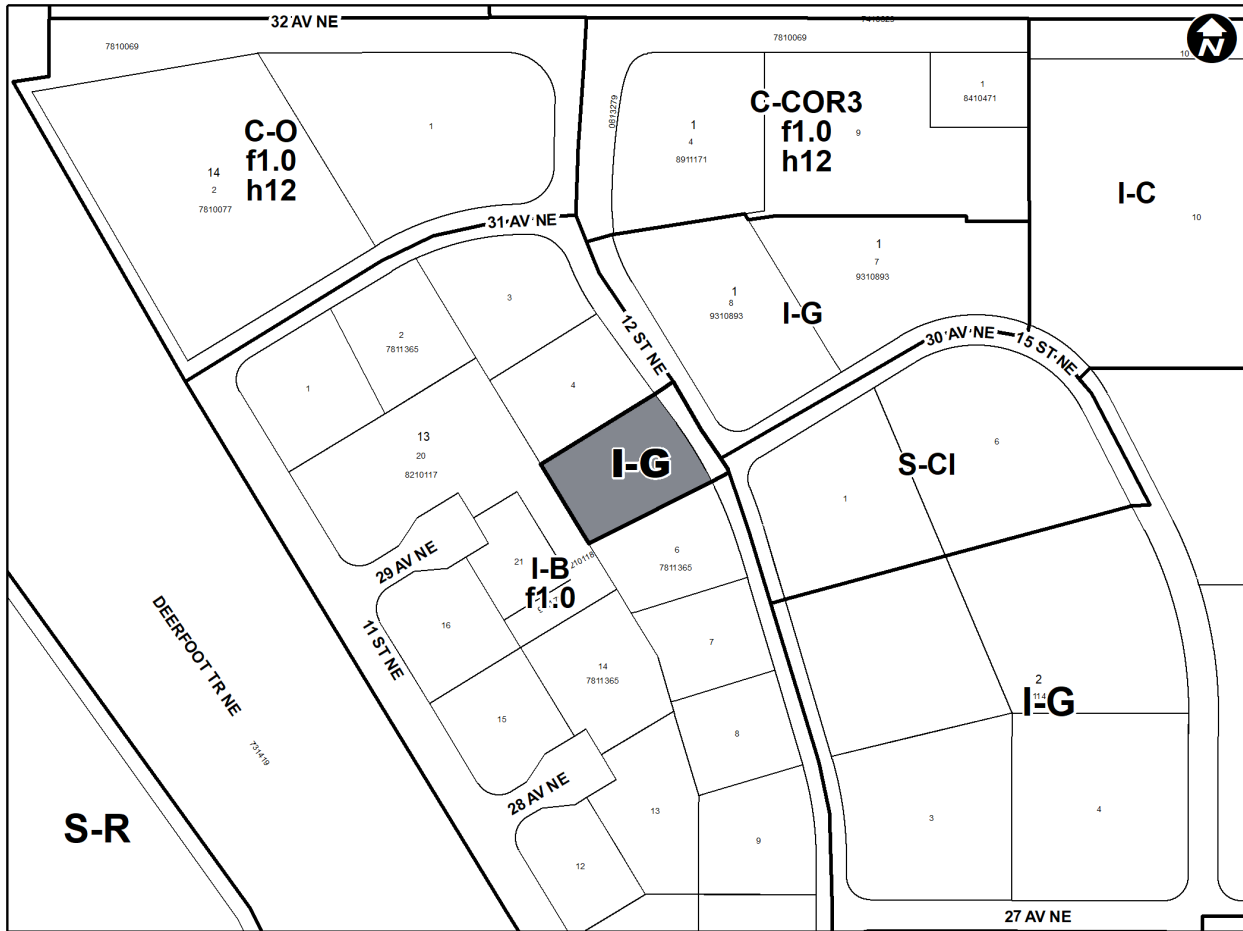 32 AV NE
7410629
7810069
7810069
10
N
1
8410471
0613279
C-COR3
f1.0
h12
1
4
8911171
9
C-O
f1.0
h12
1
14
2
7810077
I-C
10
31 AV NE
1
7
9310893
1
8
9310893
I-G
3
12 ST NE
30 AV NE
15 ST NE
2
7811365
1
4
13
20
8210117
I-G
S-CI
6
1
29 AV NE
21
I-B
f1.0
6
7811365
16
11 ST NE
7
14
7811365
DEERFOOT TR NE
731419
15
8
2
I-G
28 AV NE
13
9
3
4
12
S-R
27 AV NE